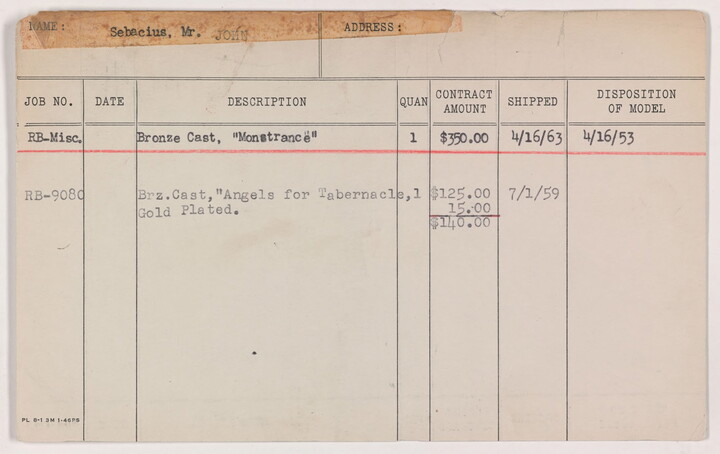 NAME: Sebacius, Mr. JOHN ADDRESS:
JOB NO. DATE DESCRIPTION QUAN CONTRACT AMOUNT SHIPPED DISPOSITION OF MODEL
RB-Misc. Bronze Cast, "Monstrance" 1 $350.00 4/16/63 4/16/53
RB-9080 Brz.Cast,"Angels for Tabernacle,1 $125.00 7/1/59
Gold Plated. 15.00
$140.00
PL 8-1 3M 1-46PS